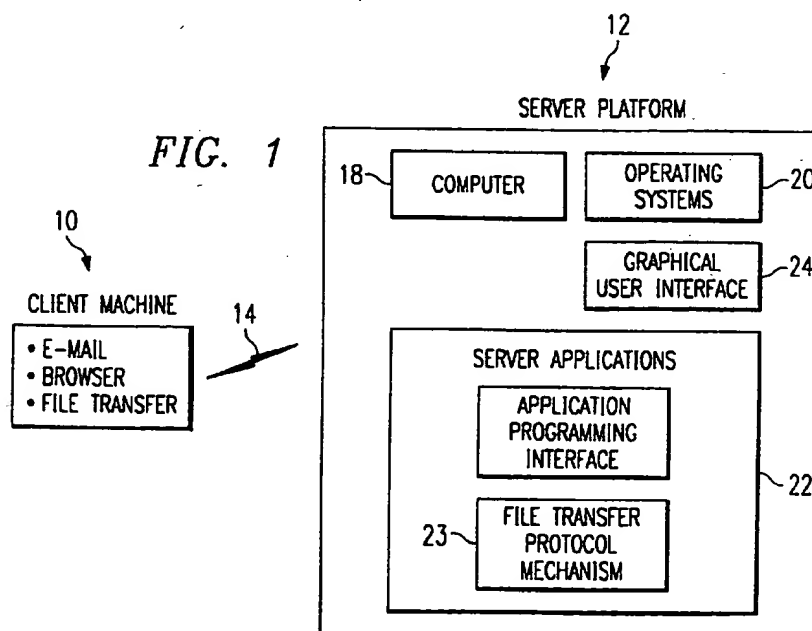 12
SERVER PLATFORM
FIG. 1
18
COMPUTER
OPERATING
SYSTEMS
20
10
GRAPHICAL
USER INTERFACE
24
CLIENT MACHINE
14
• E-MAIL
• BROWSER
• FILE TRANSFER
SERVER APPLICATIONS
APPLICATION
PROGRAMMING
INTERFACE
22
23
FILE TRANSFER
PROTOCOL
MECHANISM